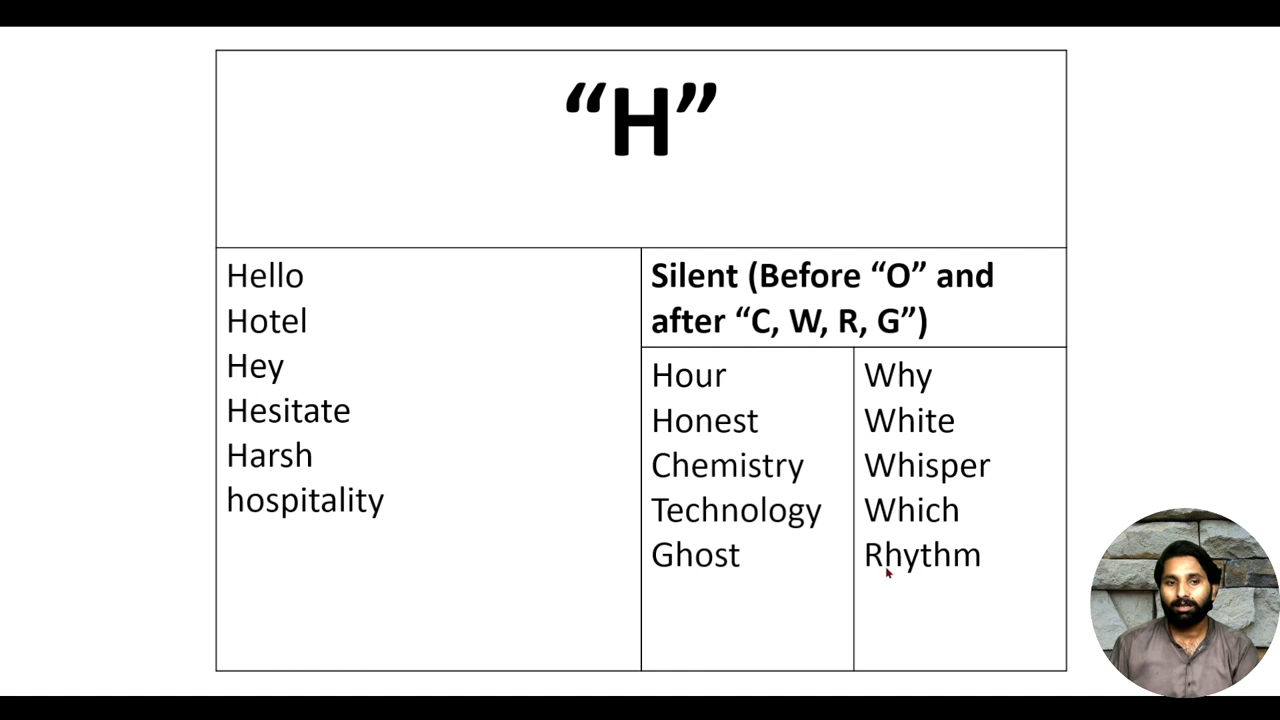 “H”
Hello
Hotel
Hey
Hesitate
Harsh
hospitality
Silent (Before “O” and
after “C, W, R, G”)
Hour
Honest
Chemistry
Technology
Ghost
Why
White
Whisper
Which
Rhythm